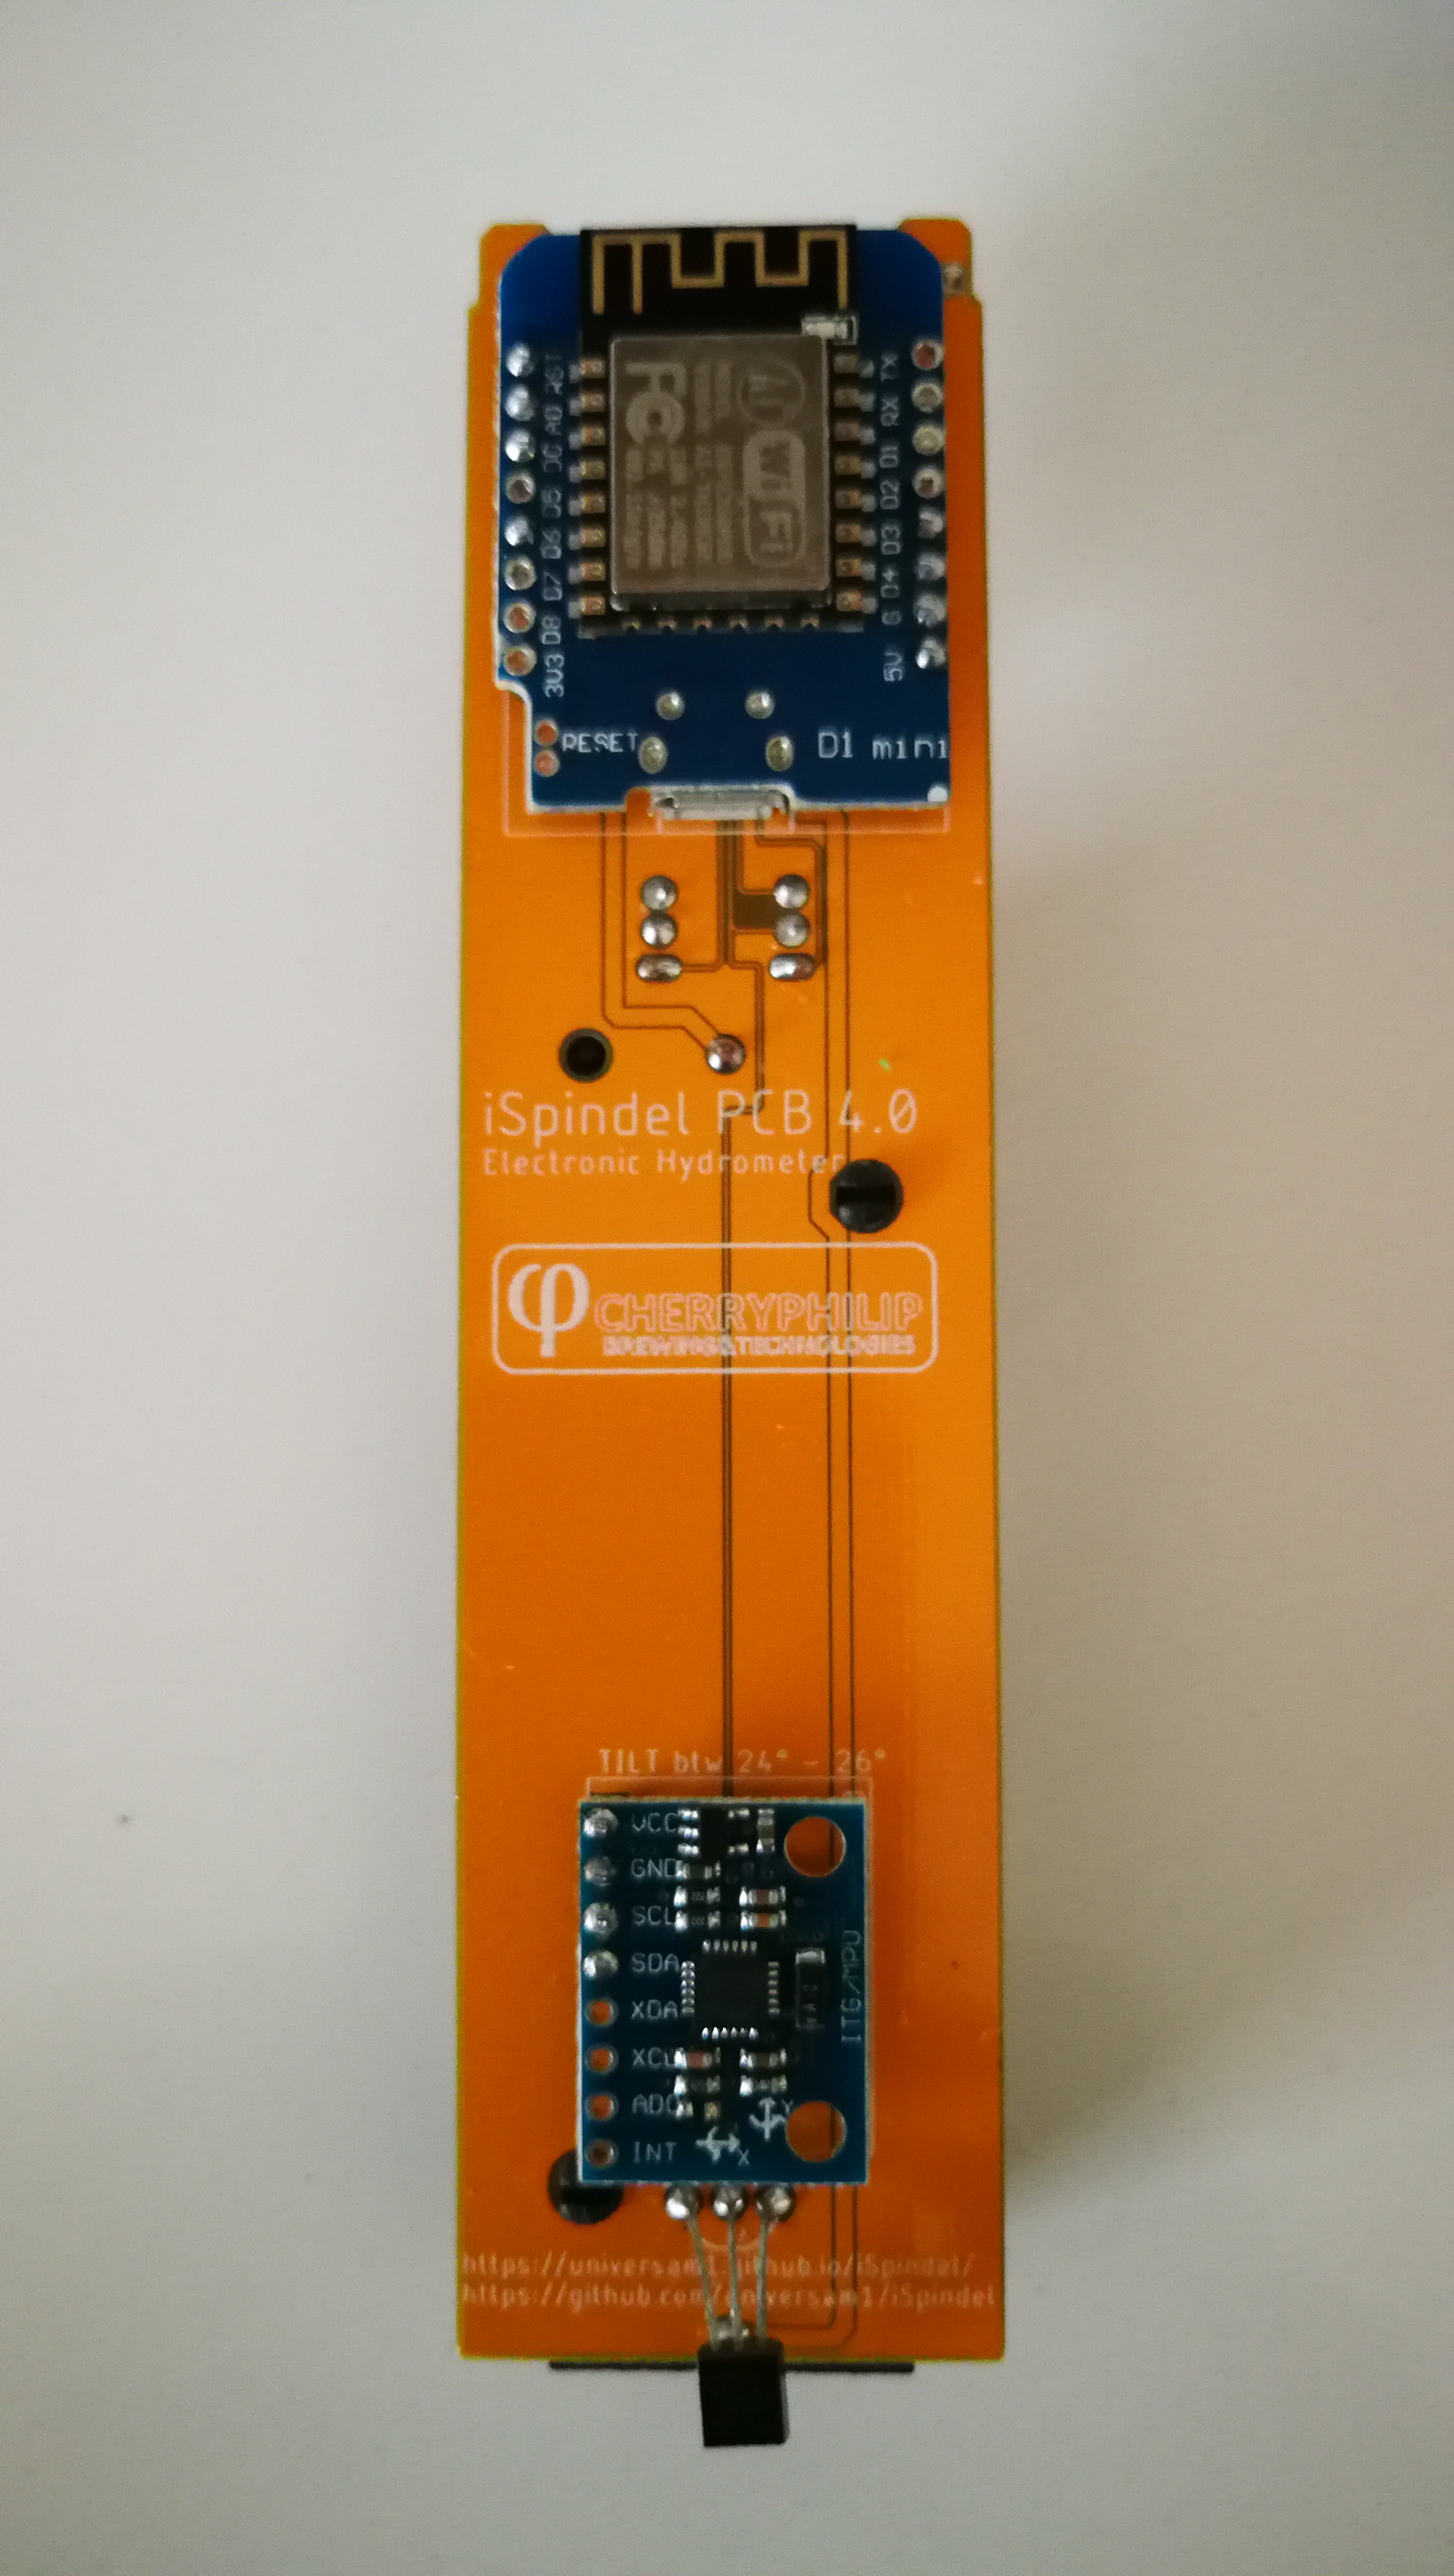 RST
A0
D0
D5
D6
D7
D8
3V3
TX
RX
D1
D2
D3
D4
G
5V
FC
WiFi
RESET
D1 mini
iSpindel PCB 4.0
Electronic Hydrometer
φ CHERRYPHILIP
BREWING&TECHNOLOGIES
TILT btw 24° - 26°
VCC
GND
SCL
SDA
XDA
XCL
ADO
INT
ITG/MPU
Y
X
https://universam1.github.io/iSpindel/
https://github.com/universam1/iSpindel